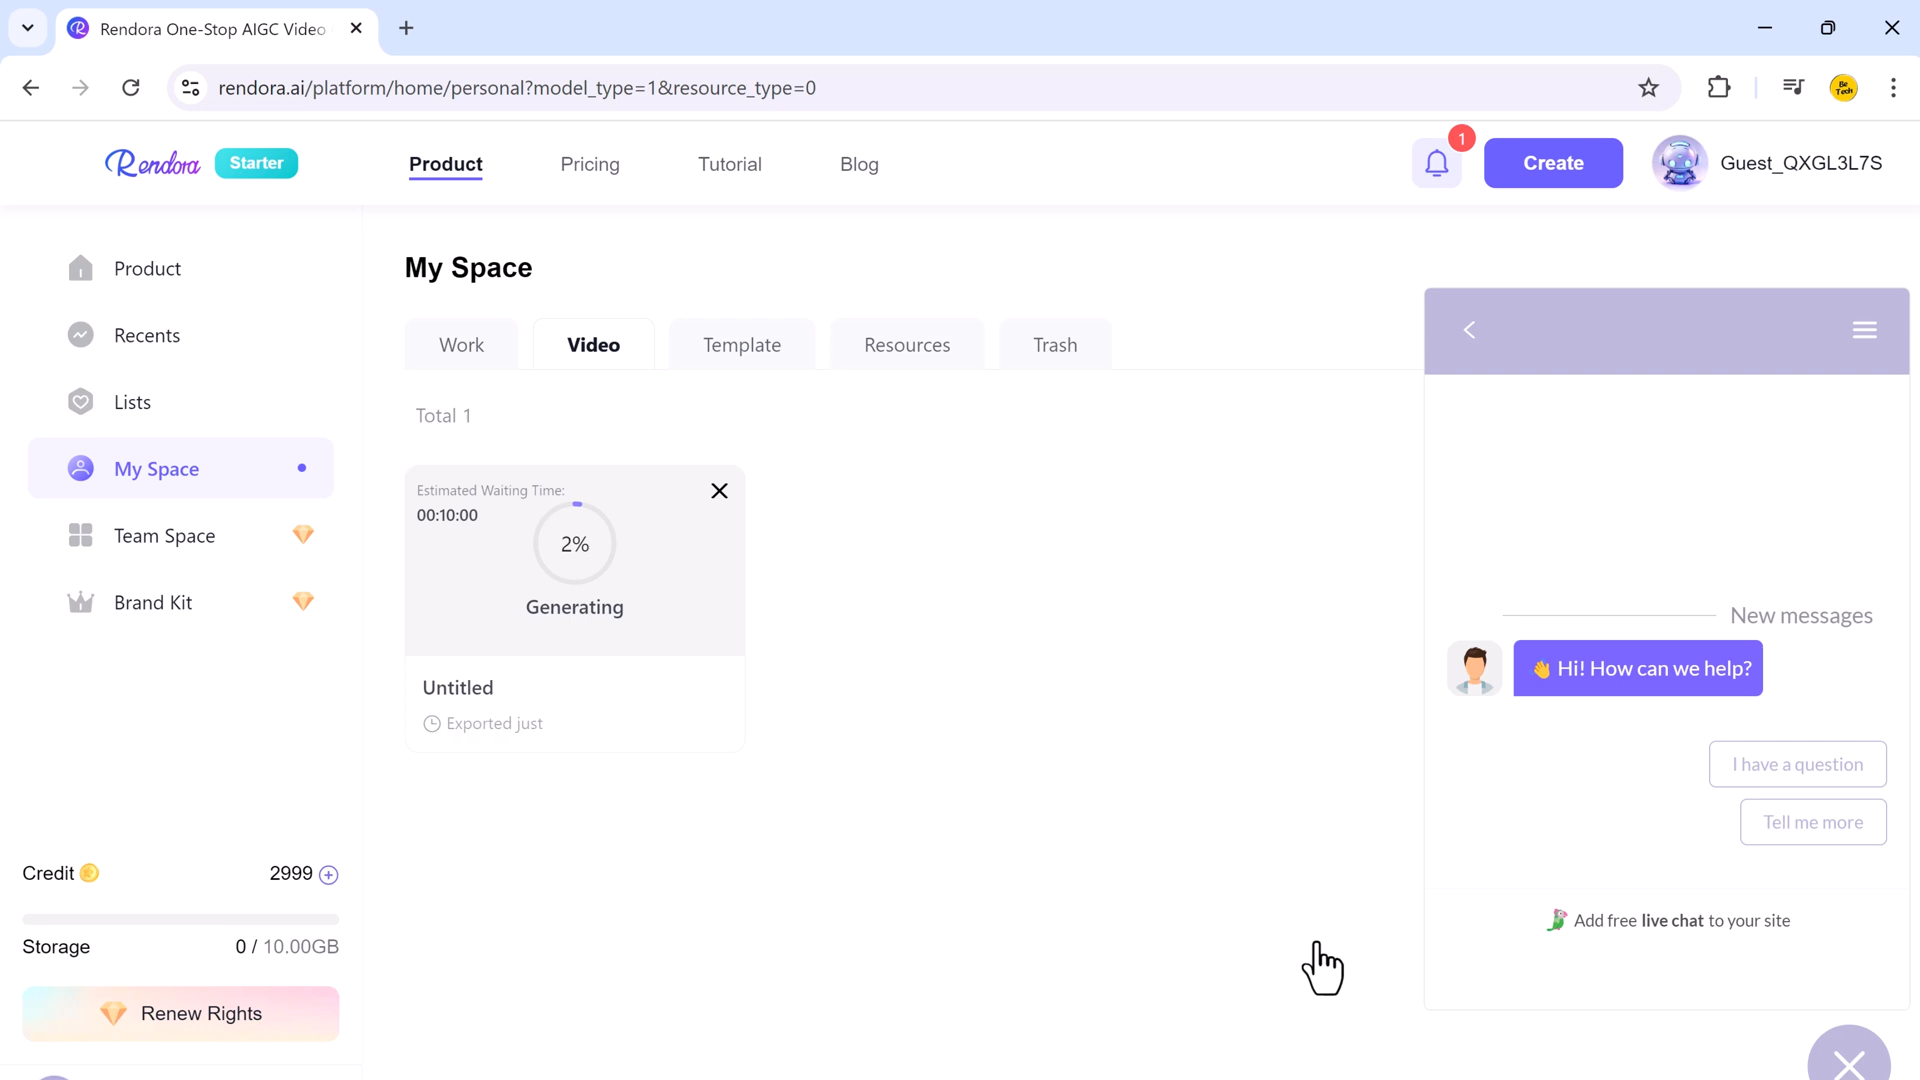 Rendora One-Stop AIGC Video
rendora.ai/platform/home/personal?model_type=1&resource_type=0
Be Tech
Rendora Starter
Product
Pricing
Tutorial
Blog
1
Create
Guest_QXGL3L7S
Product
Recents
Lists
My Space
Team Space
Brand Kit
Credit 2999
Storage 0 / 10.00GB
Renew Rights
My Space
Work
Video
Template
Resources
Trash
Total 1
Estimated Waiting Time:
00:10:00
2%
Generating
Untitled
Exported just
New messages
👋 Hi! How can we help?
I have a question
Tell me more
Add free live chat to your site